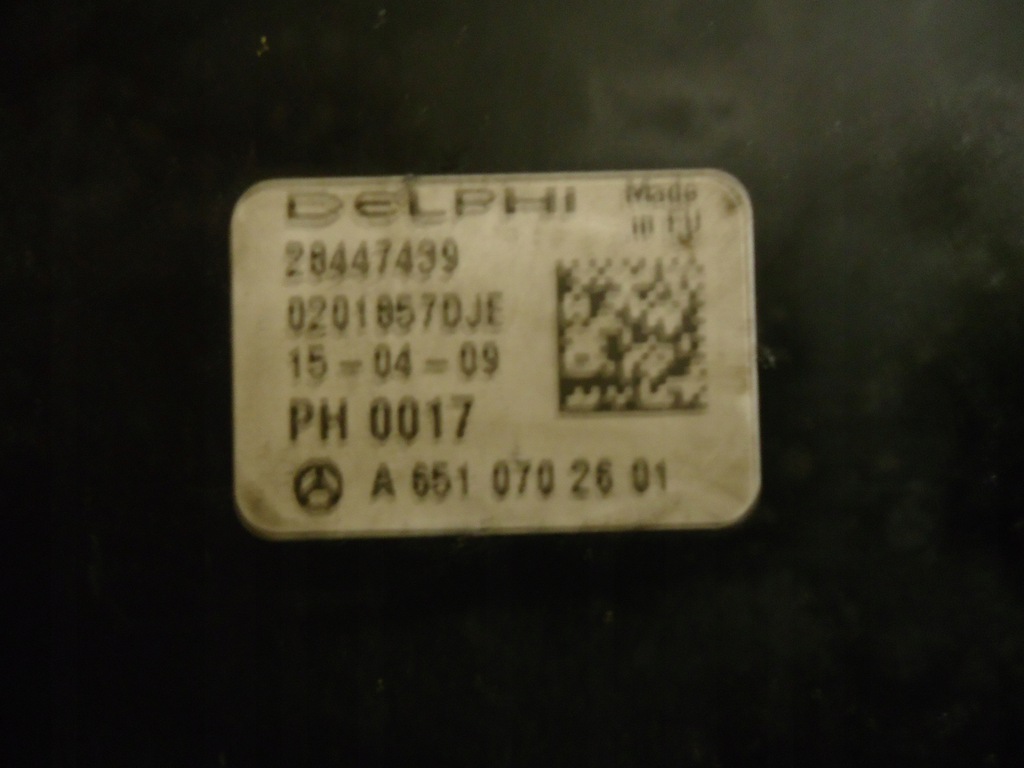 DELPHI
Made in EU
28447439
0201857DJE
15-04-09
PH 0017
A 651 070 26 01